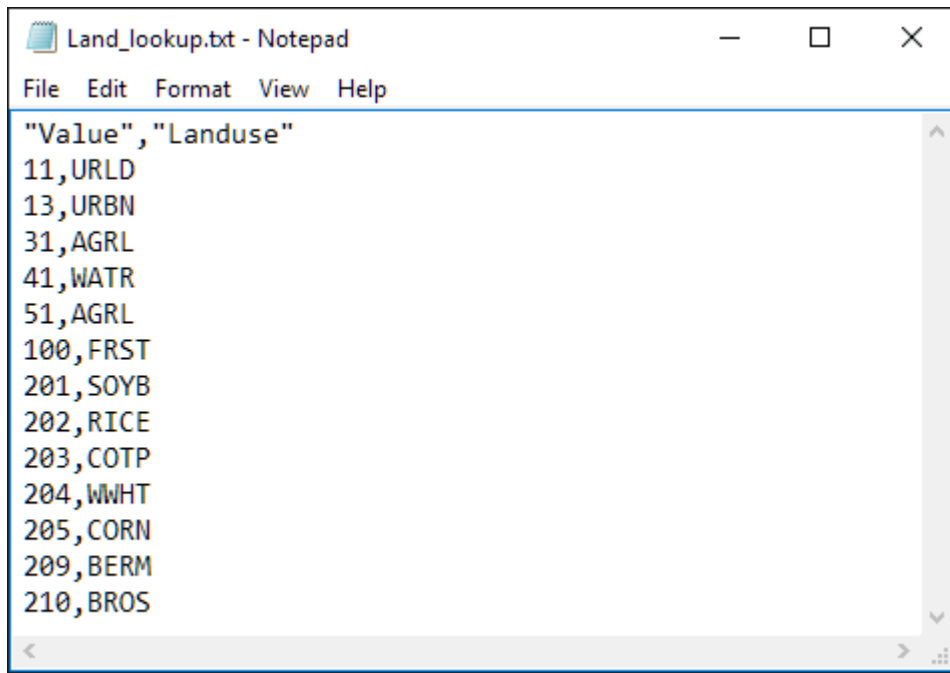 Land_lookup.txt - Notepad
File Edit Format View Help
"Value","Landuse"
11,URLD
13,URBN
31,AGRL
41,WATR
51,AGRL
100,FRST
201,SOYB
202,RICE
203,COTP
204,WWHT
205,CORN
209,BERM
210,BROS